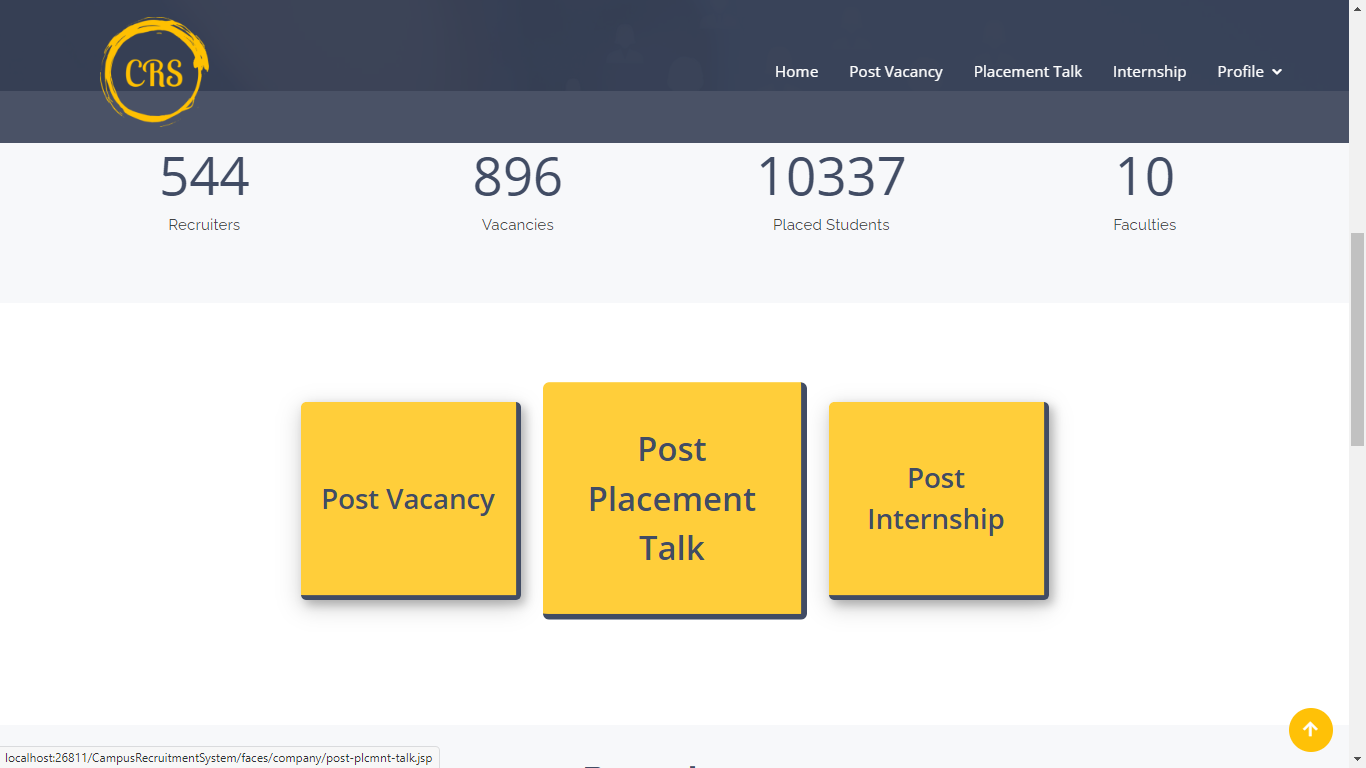 CRS
Home Post Vacancy Placement Talk Internship Profile
544 896 10337 10
Recruiters Vacancies Placed Students Faculties
Post Vacancy
Post
Placement
Talk
Post
Internship
localhost:26811/CampusRecruitmentSystem/faces/company/post-plcmnt-talk.jsp